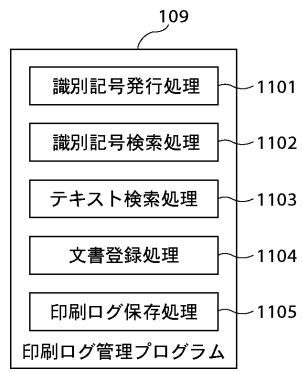 109
識別記号発行処理 1101
識別記号検索処理 1102
テキスト検索処理 1103
文書登録処理 1104
印刷ログ保存処理 1105
印刷ログ管理プログラム